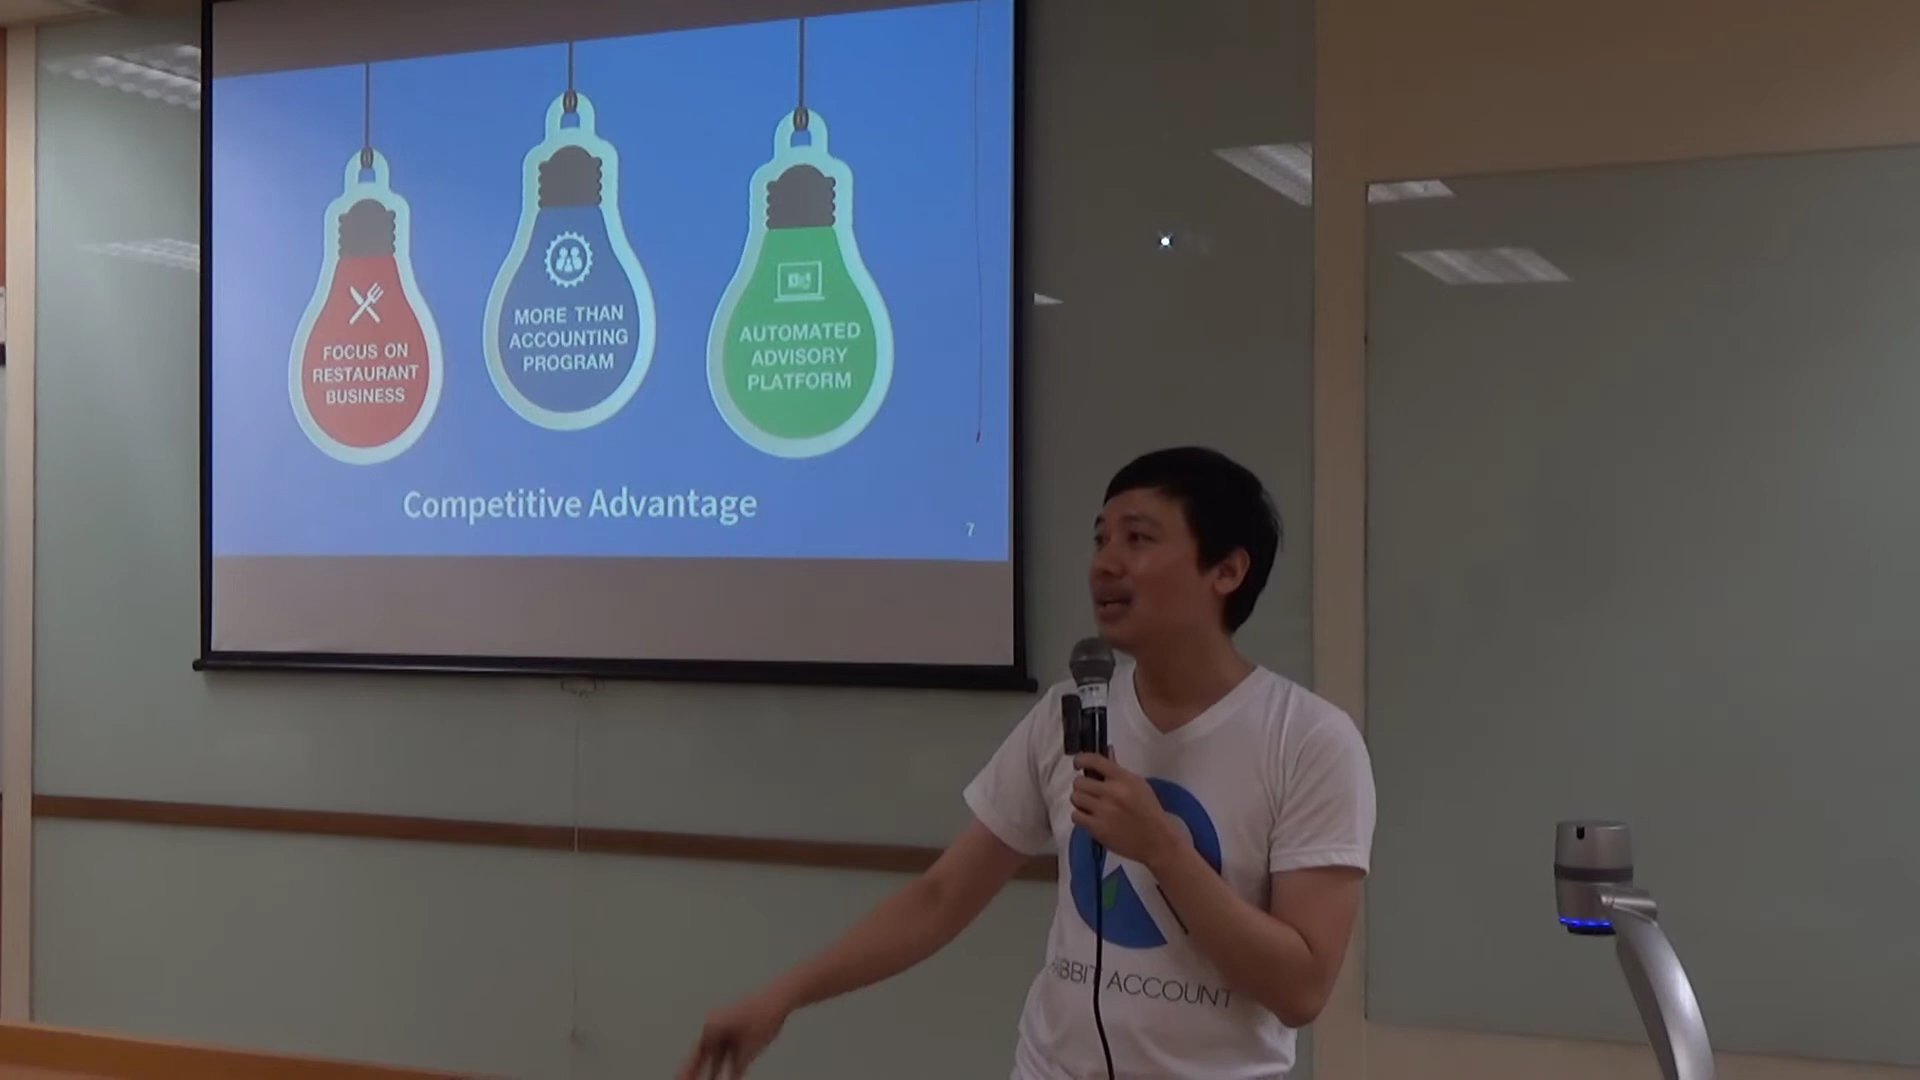 FOCUS ON
RESTAURANT
BUSINESS
MORE THAN
ACCOUNTING
PROGRAM
AUTOMATED
ADVISORY
PLATFORM
Competitive Advantage
7
ACCOUNT